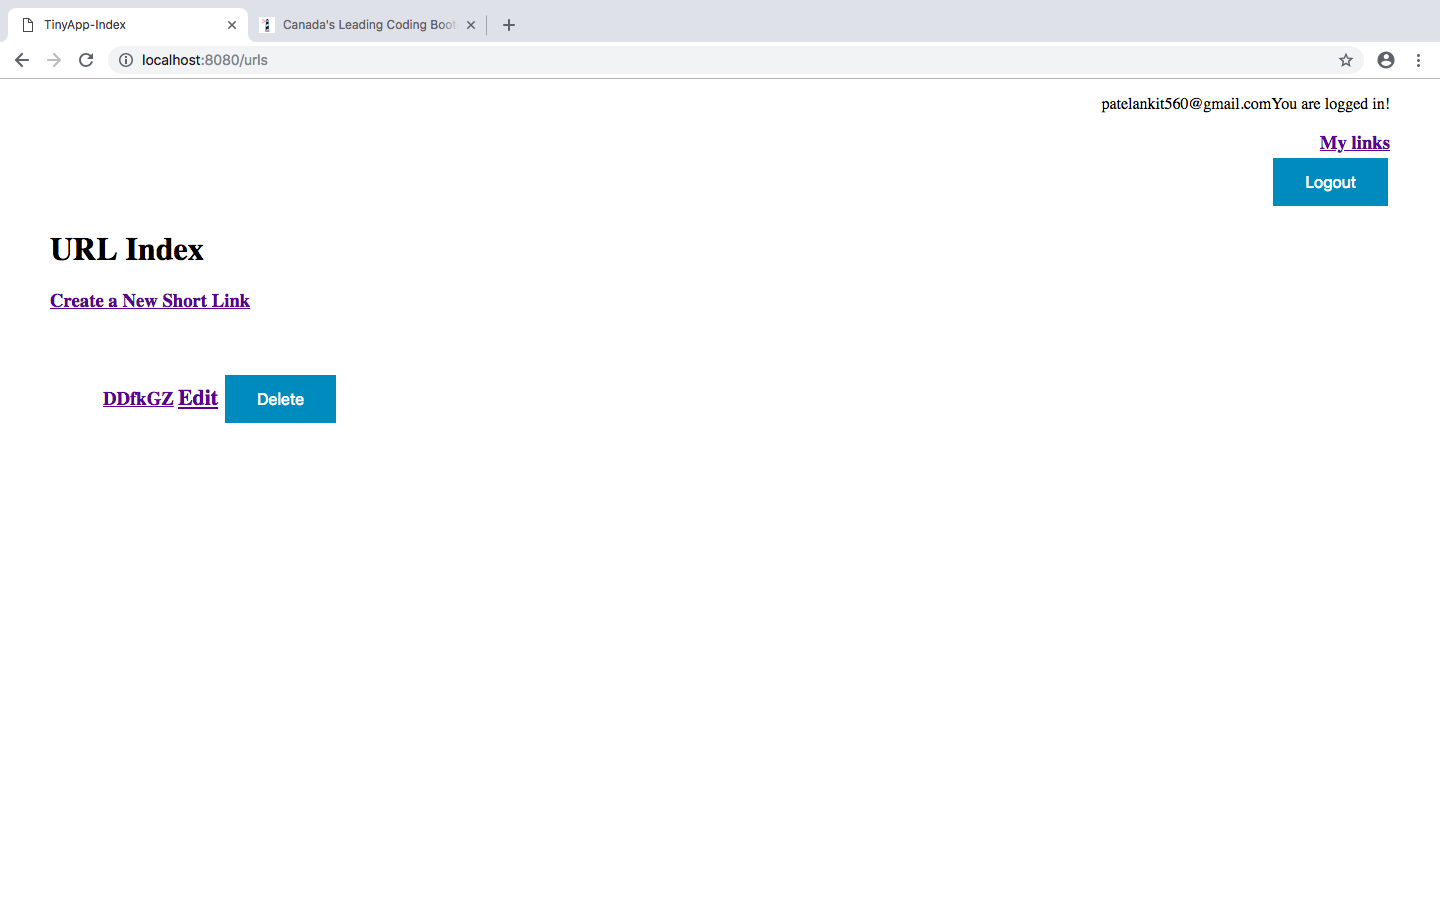 TinyApp-Index
Canada's Leading Coding Boot
localhost:8080/urls
patelankit560@gmail.comYou are logged in!
My links
Logout
URL Index
Create a New Short Link
DDfkGZ Edit Delete